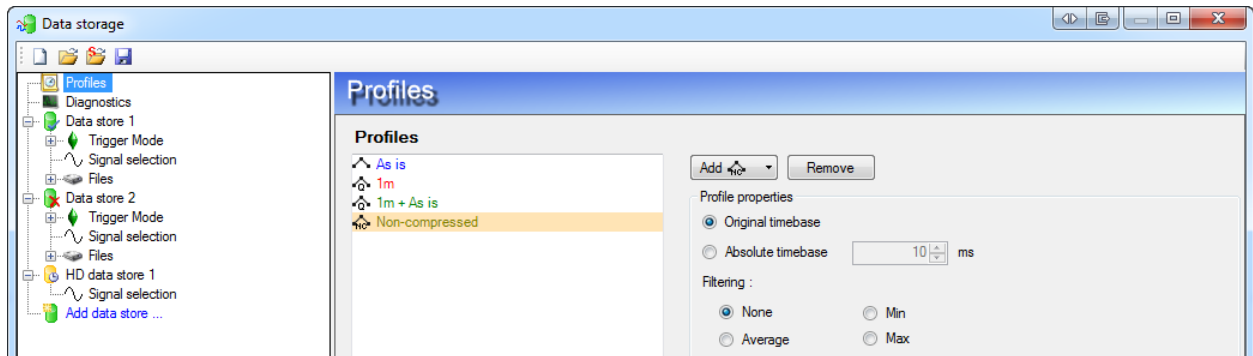 Data storage
Profiles
Diagnostics
Data store 1
Trigger Mode
Signal selection
Files
Data store 2
Trigger Mode
Signal selection
Files
HD data store 1
Signal selection
Add data store ...
Profiles
Profiles
As is
1m
1m + As is
Non-compressed
Add Remove
Profile properties
Original timebase
Absolute timebase 10 ms
Filtering :
None Min
Average Max